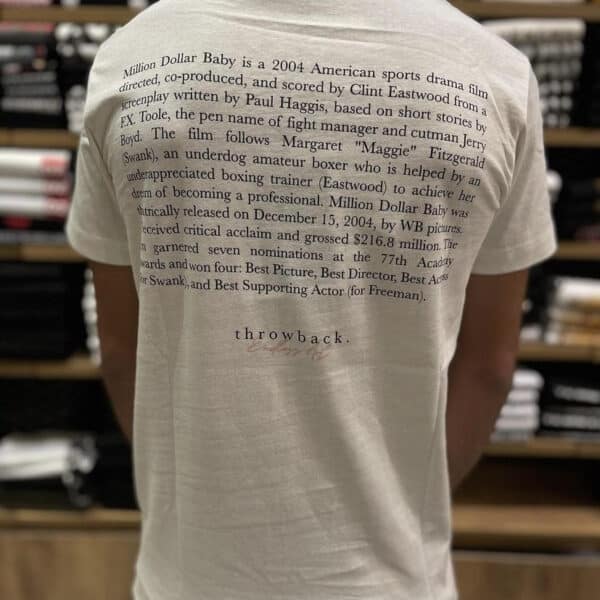 Million Dollar Baby is a 2004 American sports drama film
directed, co-produced, and scored by Clint Eastwood from a
screenplay written by Paul Haggis, based on short stories by
F.X. Toole, the pen name of fight manager and cutman Jerry
Boyd. The film follows Margaret "Maggie" Fitzgerald
(Swank), an underdog amateur boxer who is helped by an
underappreciated boxing trainer (Eastwood) to achieve her
drem of becoming a professional. Million Dollar Baby was
released on December 15, 2004, by WB pictures.
received critical acclaim and grossed $216.8 million. The
garnered seven nominations at the 77th Academy
wards and won four: Best Picture, Best Director, Best Actress
for Swank), and Best Supporting Actor (for Freeman).
throwback.